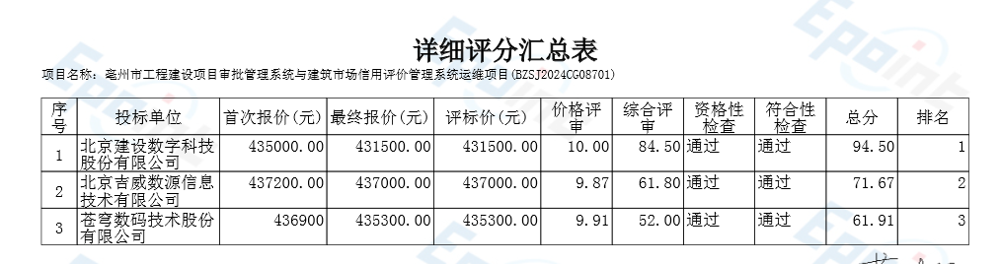 详细评分汇总表
项目名称：亳州市工程建设项目审批管理系统与建筑市场信用评价管理系统运维项目(BZSJ2024CG08701)
序号 投标单位 首次报价(元) 最终报价(元) 评标价(元) 价格评审 综合评审 资格性检查 符合性检查 总分 排名
1 北京建设数字科技股份有限公司 435000.00 431500.00 431500.00 10.00 84.50 通过 通过 94.50 1
2 北京吉威数源信息技术有限公司 437200.00 437000.00 437000.00 9.87 61.80 通过 通过 71.67 2
3 苍穹数码技术股份有限公司 436900 435300.00 435300.00 9.91 52.00 通过 通过 61.91 3
Epoint